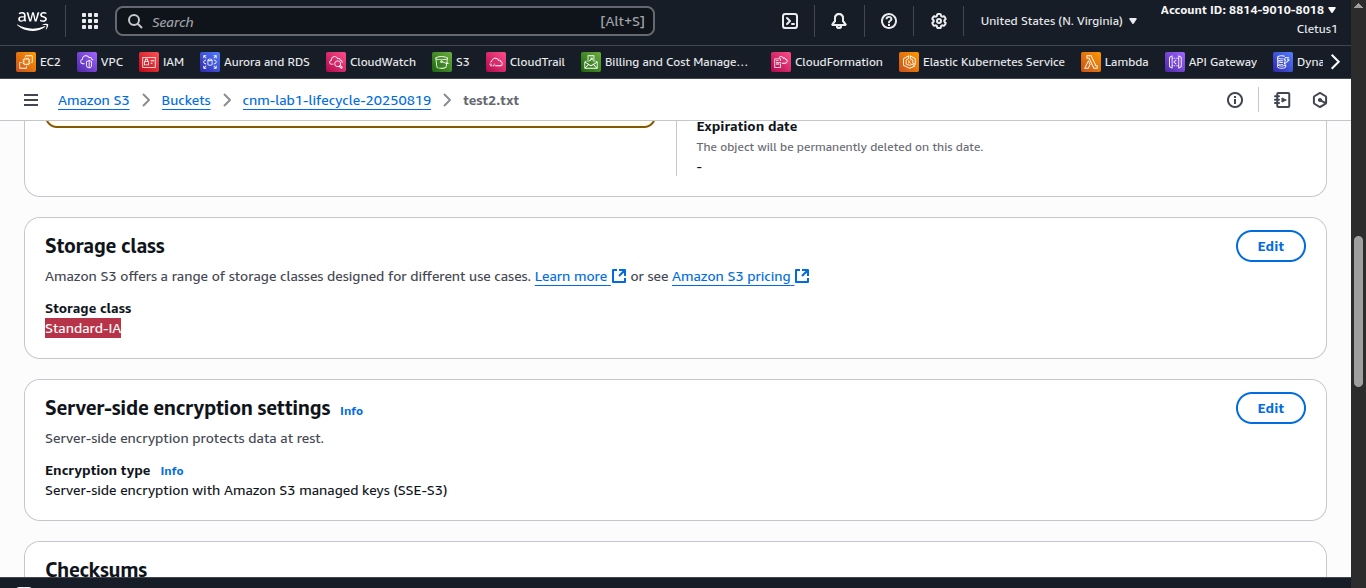 aws
Search [Alt+S]
United States (N. Virginia)
Account ID: 8814-9010-8018
Cletus1
EC2 VPC IAM Aurora and RDS CloudWatch S3 CloudTrail Billing and Cost Manage... CloudFormation Elastic Kubernetes Service Lambda API Gateway Dyna
Amazon S3 > Buckets > cnm-lab1-lifecycle-20250819 > test2.txt
Expiration date
The object will be permanently deleted on this date.
-
Storage class
Edit
Amazon S3 offers a range of storage classes designed for different use cases. Learn more or see Amazon S3 pricing
Storage class
Standard-IA
Server-side encryption settings Info
Edit
Server-side encryption protects data at rest.
Encryption type Info
Server-side encryption with Amazon S3 managed keys (SSE-S3)
Checksums